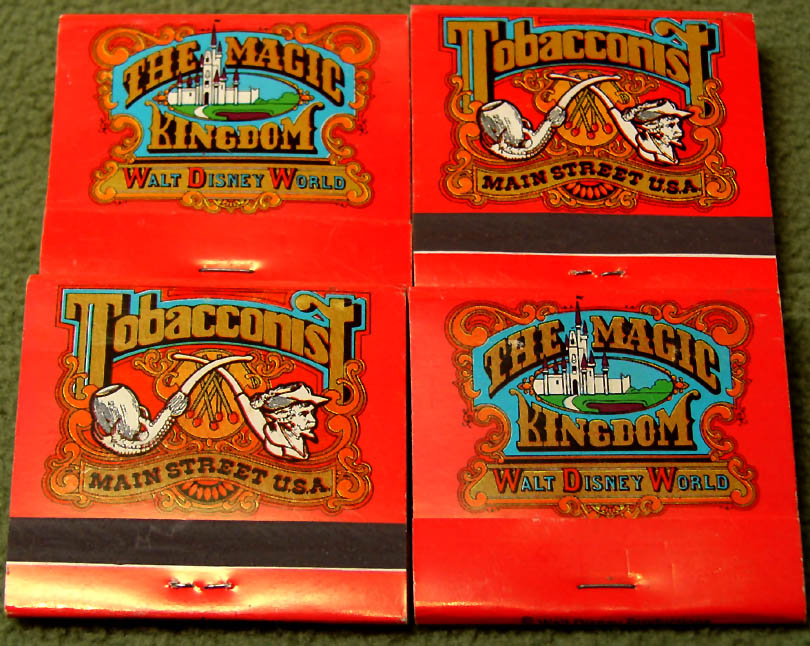 THE MAGIC
KINGDOM
WALT DISNEY WORLD
Tobacconist
MAIN STREET U.S.A.
Tobacconist
MAIN STREET U.S.A.
THE MAGIC
KINGDOM
WALT DISNEY WORLD